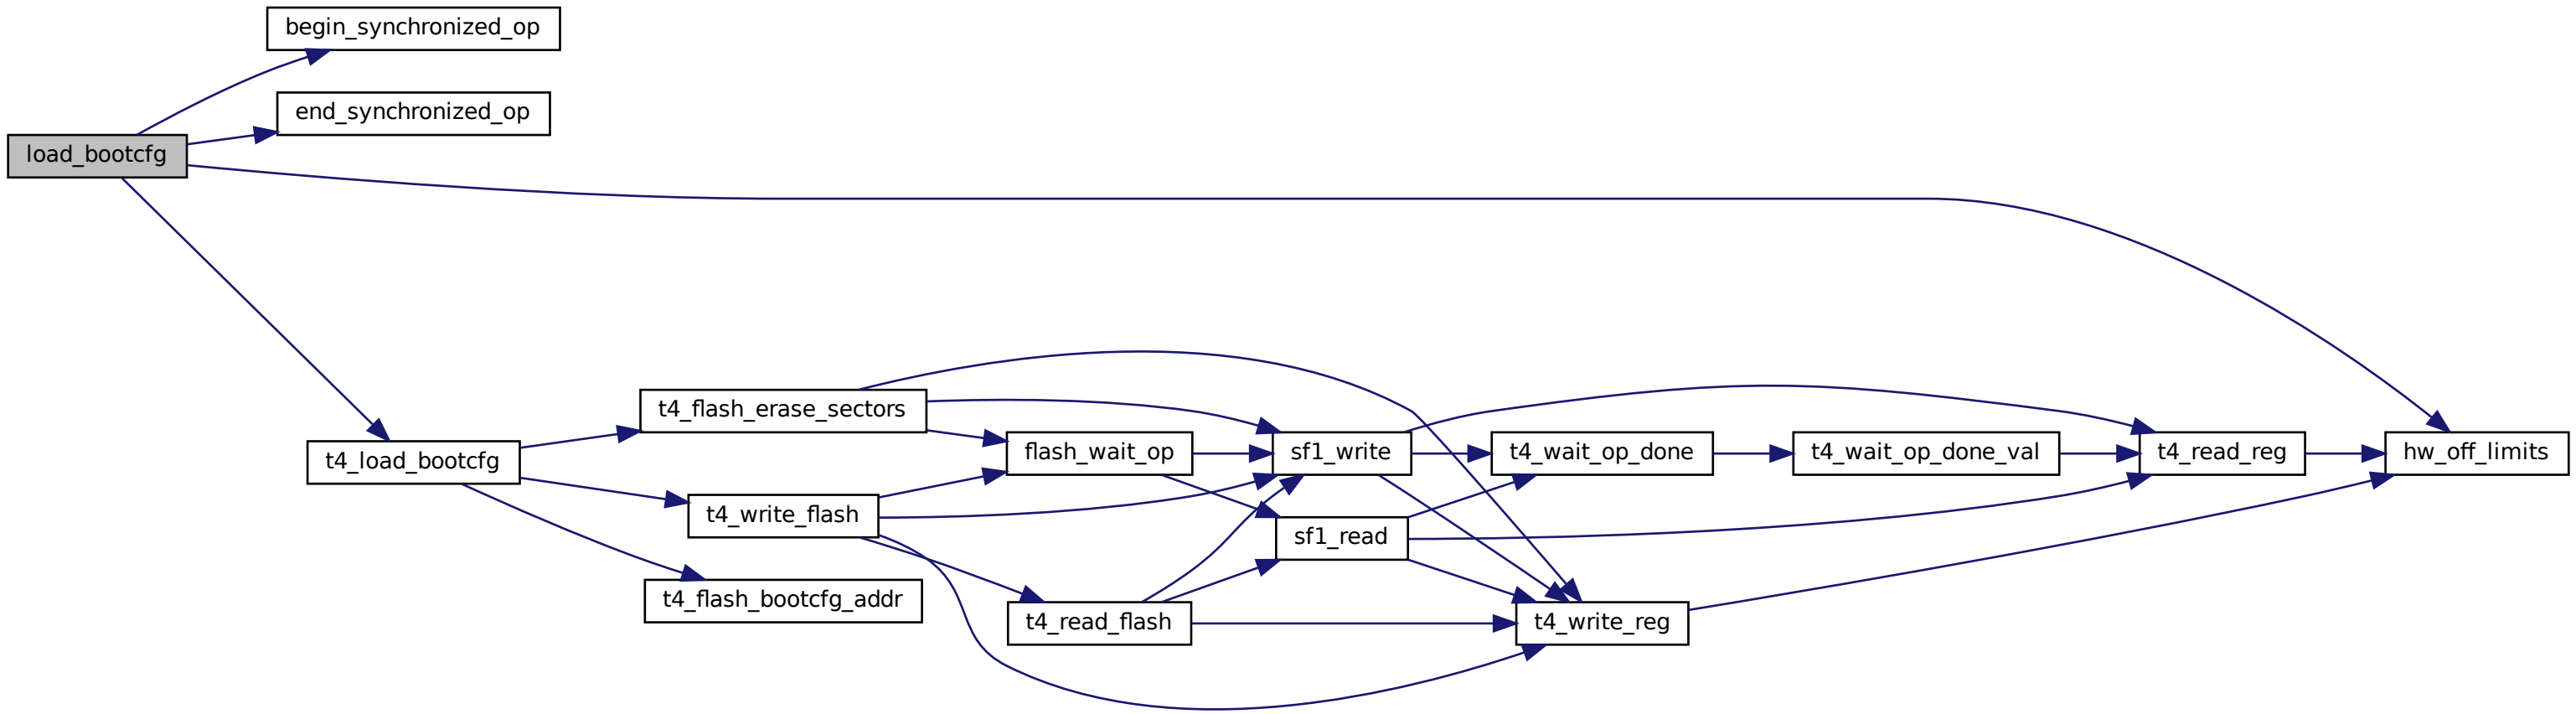 begin_synchronized_op
end_synchronized_op
load_bootcfg
t4_flash_erase_sectors
t4_load_bootcfg
flash_wait_op
sf1_write
t4_wait_op_done
t4_wait_op_done_val
t4_read_reg
hw_off_limits
t4_write_flash
sf1_read
t4_flash_bootcfg_addr
t4_read_flash
t4_write_reg